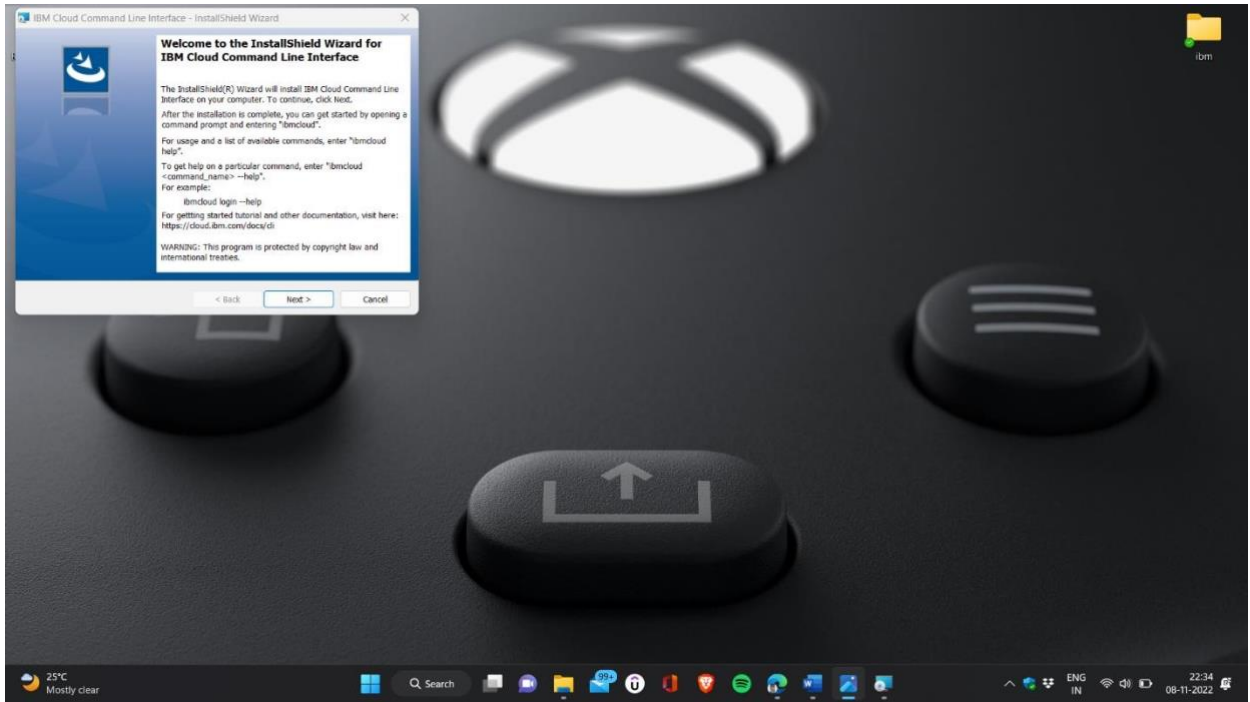 IBM Cloud Command Line Interface - InstallShield Wizard
Welcome to the InstallShield Wizard for
IBM Cloud Command Line Interface
The InstallShield(R) Wizard will install IBM Cloud Command Line
Interface on your computer. To continue, click Next.
After the installation is complete, you can get started by opening a
command prompt and entering "ibmcloud".
For usage and a list of available commands, enter "ibmcloud
help".
To get help on a particular command, enter "ibmcloud
<command_name> --help".
For example:
ibmcloud login --help
For gettting started tutorial and other documentation, visit here:
https://cloud.ibm.com/docs/cli
WARNING: This program is protected by copyright law and
international treaties.
< Back
Next >
Cancel
ibm
25°C
Mostly clear
Search
99+
ENG
IN
22:34
08-11-2022